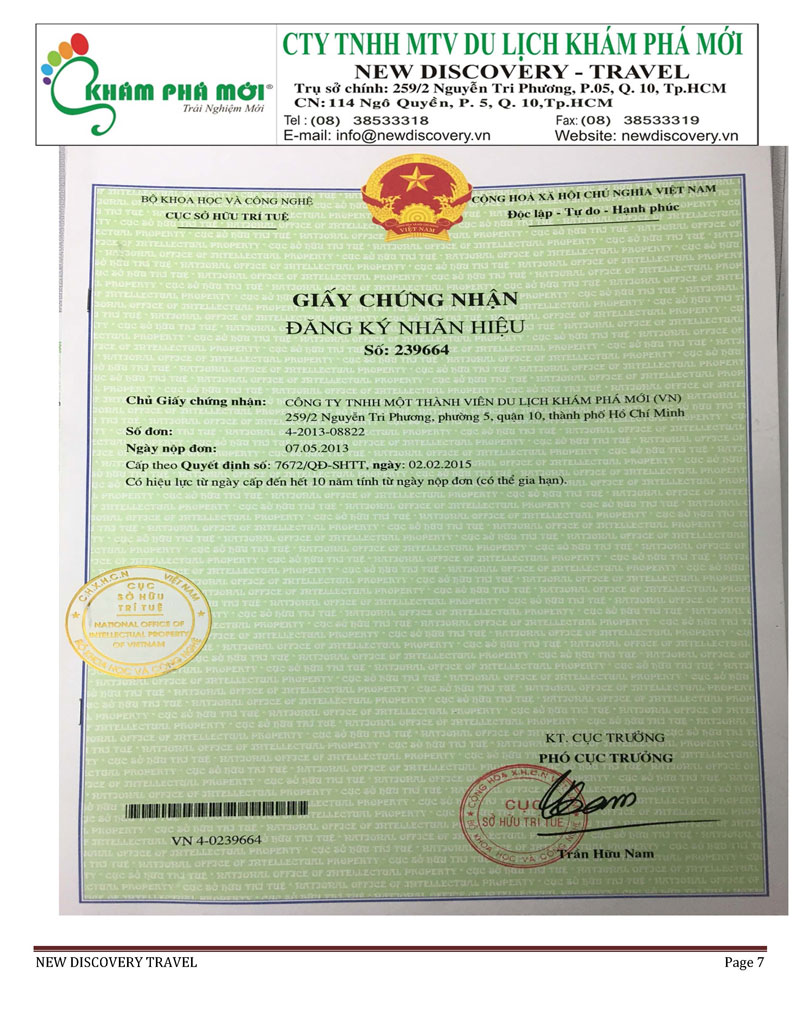 KHÁM PHÁ MỚI®
Trải Nghiệm Mới
CTY TNHH MTV DU LỊCH KHÁM PHÁ MỚI
NEW DISCOVERY - TRAVEL
Trụ sở chính: 259/2 Nguyễn Tri Phương, P.05, Q. 10, Tp.HCM
CN: 114 Ngô Quyền, P. 5, Q. 10,Tp.HCM
Tel : (08) 38533318 Fax: (08) 38533319
E-mail: info@newdiscovery.vn Website: newdiscovery.vn
BỘ KHOA HỌC VÀ CÔNG NGHỆ
CỤC SỞ HỮU TRÍ TUỆ
VIỆT NAM
CỘNG HOÀ XÃ HỘI CHỦ NGHĨA VIỆT NAM
Độc lập - Tự do - Hạnh phúc
GIẤY CHỨNG NHẬN
ĐĂNG KÝ NHÃN HIỆU
Số: 239664
Chủ Giấy chứng nhận: CÔNG TY TNHH MỘT THÀNH VIÊN DU LỊCH KHÁM PHÁ MỚI (VN)
259/2 Nguyễn Tri Phương, phường 5, quận 10, thành phố Hồ Chí Minh
Số đơn: 4-2013-08822
Ngày nộp đơn: 07.05.2013
Cấp theo Quyết định số: 7672/QĐ-SHTT, ngày: 02.02.2015
Có hiệu lực từ ngày cấp đến hết 10 năm tính từ ngày nộp đơn (có thể gia hạn).
C.H.X.H.C.N VIỆT NAM
CỤC
SỞ HỮU
TRÍ TUỆ
NATIONAL OFFICE OF
INTELLECTUAL PROPERTY
OF VIETNAM
BỘ KHOA HỌC VÀ CÔNG NGHỆ
KT. CỤC TRƯỞNG
PHÓ CỤC TRƯỞNG
CỤC
SỞ HỮU TRÍ TUỆ
Trần Hữu Nam
VN 4-0239664
NEW DISCOVERY TRAVEL Page 7